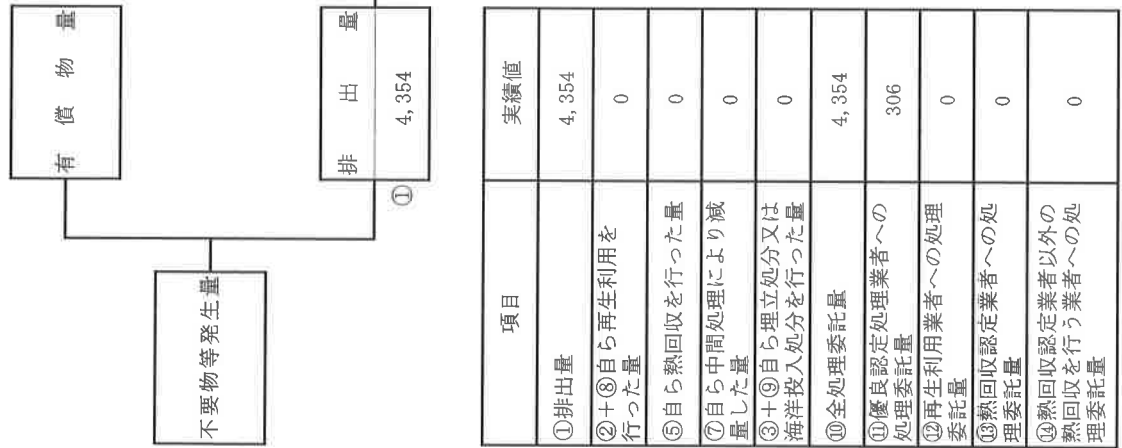 不要物等発生量
有償物量
排出量
①
4,354
項目
実績値
①排出量
4,354
②+⑧自ら再生利用を
行った量
0
⑤自ら熱回収を行った量
0
⑦自ら中間処理により減
量した量
0
③+⑨自ら埋立処分又は
海洋投入処分を行った量
0
⑩全処理委託量
4,354
⑪優良認定処理業者への
処理委託量
306
⑫再生利用業者への処理
委託量
0
⑬熱回収認定業者への処
理委託量
0
⑭熱回収認定業者以外の
熱回収を行う業者への処
理委託量
0